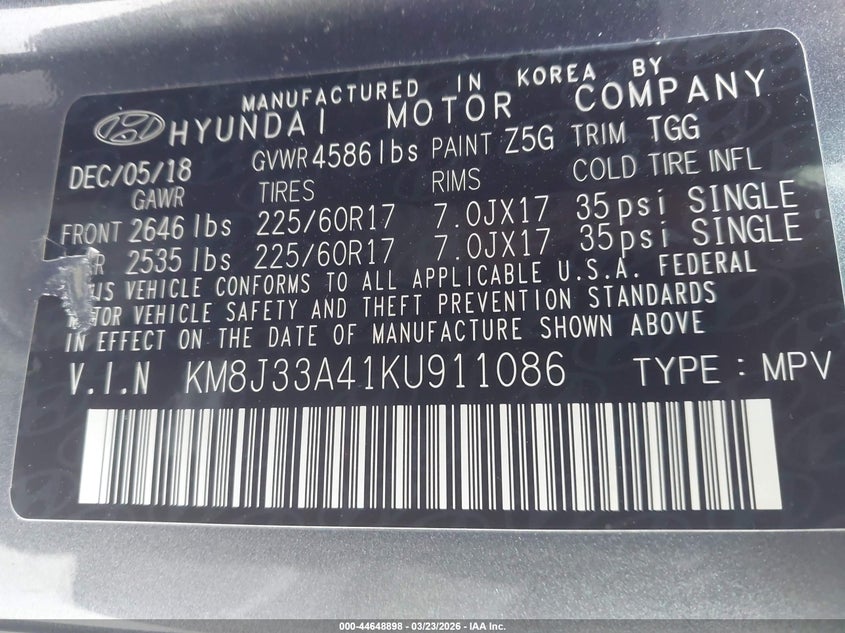 MANUFACTURED IN KOREA BY
HYUNDAI MOTOR COMPANY
DEC/05/18 GVWR 4586 lbs PAINT Z5G TRIM TGG
GAWR TIRES RIMS COLD TIRE INFL
FRONT 2646 lbs 225/60R17 7.0JX17 35psi SINGLE
2535 lbs 225/60R17 7.0JX17 35psi SINGLE
VEHICLE CONFORMS TO ALL APPLICABLE U.S.A. FEDERAL
VEHICLE SAFETY AND THEFT PREVENTION STANDARDS
IN EFFECT ON THE DATE OF MANUFACTURE SHOWN ABOVE
V.I.N KM8J33A41KU911086 TYPE : MPV
000-44648898 - 03/23/2026 - IAA Inc.